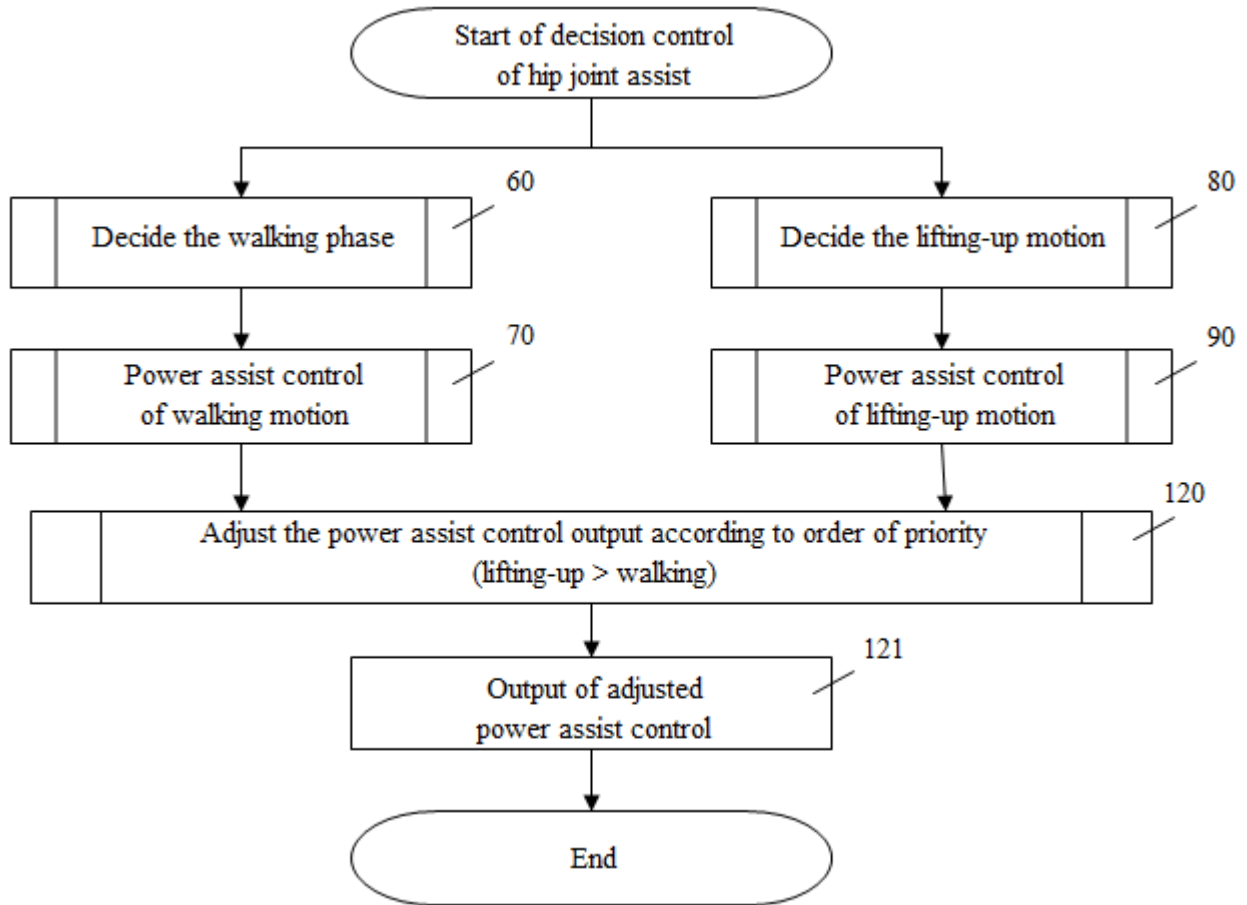 Start of decision control
of hip joint assist
60
80
Decide the walking phase
Decide the lifting-up motion
70
90
Power assist control
of walking motion
Power assist control
of lifting-up motion
120
Adjust the power assist control output according to order of priority
(lifting-up > walking)
121
Output of adjusted
power assist control
End